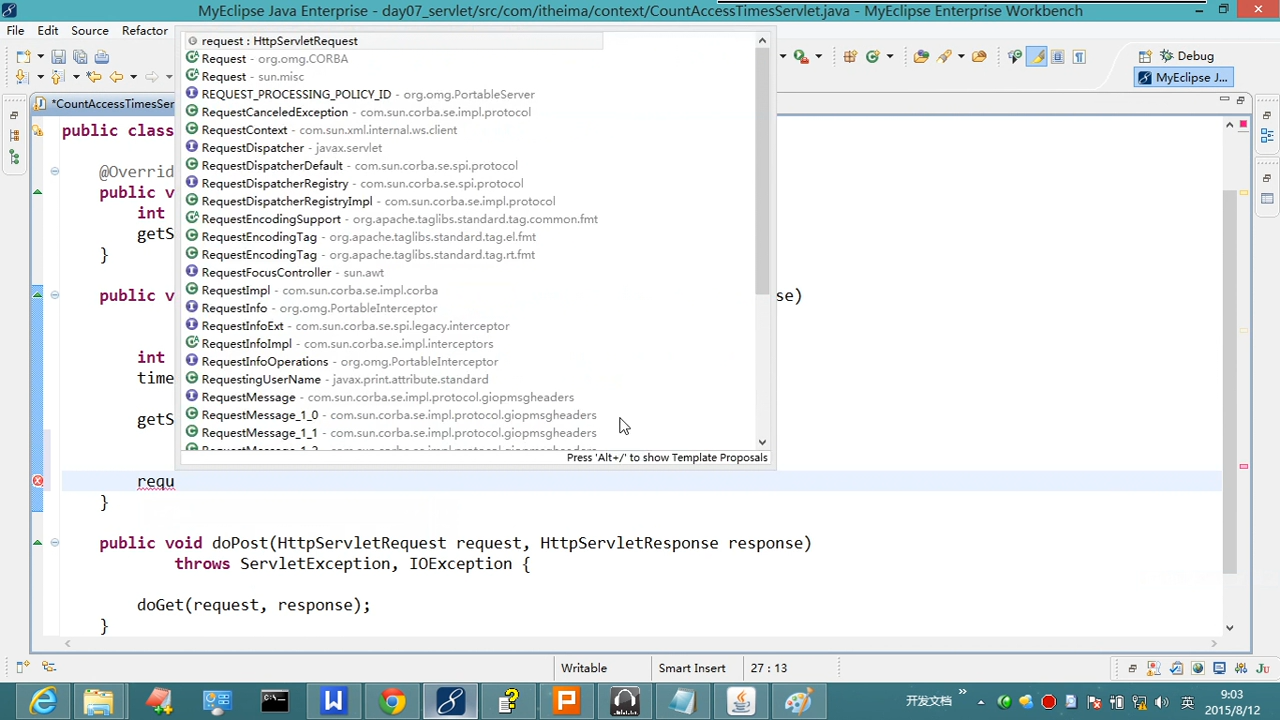 MyEclipse Java Enterprise - day07_servlet/src/com/itheima/context/CountAccessTimesServlet.java - MyEclipse Enterprise Workbench
File Edit Source Refactor
Debug
MyEclipse J...
*CountAccessTimesSer
request : HttpServletRequest
Request - org.omg.CORBA
Request - sun.misc
REQUEST_PROCESSING_POLICY_ID - org.omg.PortableServer
RequestCanceledException - com.sun.corba.se.impl.protocol
RequestContext - com.sun.xml.internal.ws.client
RequestDispatcher - javax.servlet
RequestDispatcherDefault - com.sun.corba.se.spi.protocol
RequestDispatcherRegistry - com.sun.corba.se.spi.protocol
RequestDispatcherRegistryImpl - com.sun.corba.se.impl.protocol
RequestEncodingSupport - org.apache.taglibs.standard.tag.common.fmt
RequestEncodingTag - org.apache.taglibs.standard.tag.el.fmt
RequestEncodingTag - org.apache.taglibs.standard.tag.rt.fmt
RequestFocusController - sun.awt
RequestImpl - com.sun.corba.se.impl.corba
RequestInfo - org.omg.PortableInterceptor
RequestInfoExt - com.sun.corba.se.spi.legacy.interceptor
RequestInfoImpl - com.sun.corba.se.impl.interceptors
RequestInfoOperations - org.omg.PortableInterceptor
RequestingUserName - javax.print.attribute.standard
RequestMessage - com.sun.corba.se.impl.protocol.giopmsgheaders
RequestMessage_1_0 - com.sun.corba.se.impl.protocol.giopmsgheaders
RequestMessage_1_1 - com.sun.corba.se.impl.protocol.giopmsgheaders
Press 'Alt+/' to show Template Proposals
public class
@Overrid
public v
int
getS
}
public v se)
int
time
getS
requ
}
public void doPost(HttpServletRequest request, HttpServletResponse response)
throws ServletException, IOException {
doGet(request, response);
}
Writable Smart Insert 27 : 13
开发文档 » 英 9:03
2015/8/12